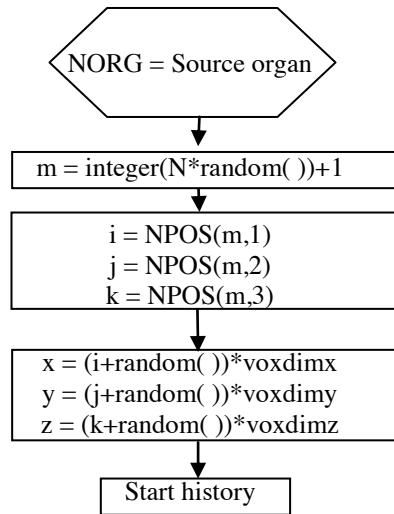 NORG = Source organ
m = integer(N*random( ))+1
i = NPOS(m,1)
j = NPOS(m,2)
k = NPOS(m,3)
x = (i+random( ))*voxdimx
y = (j+random( ))*voxdimy
z = (k+random( ))*voxdimz
Start history